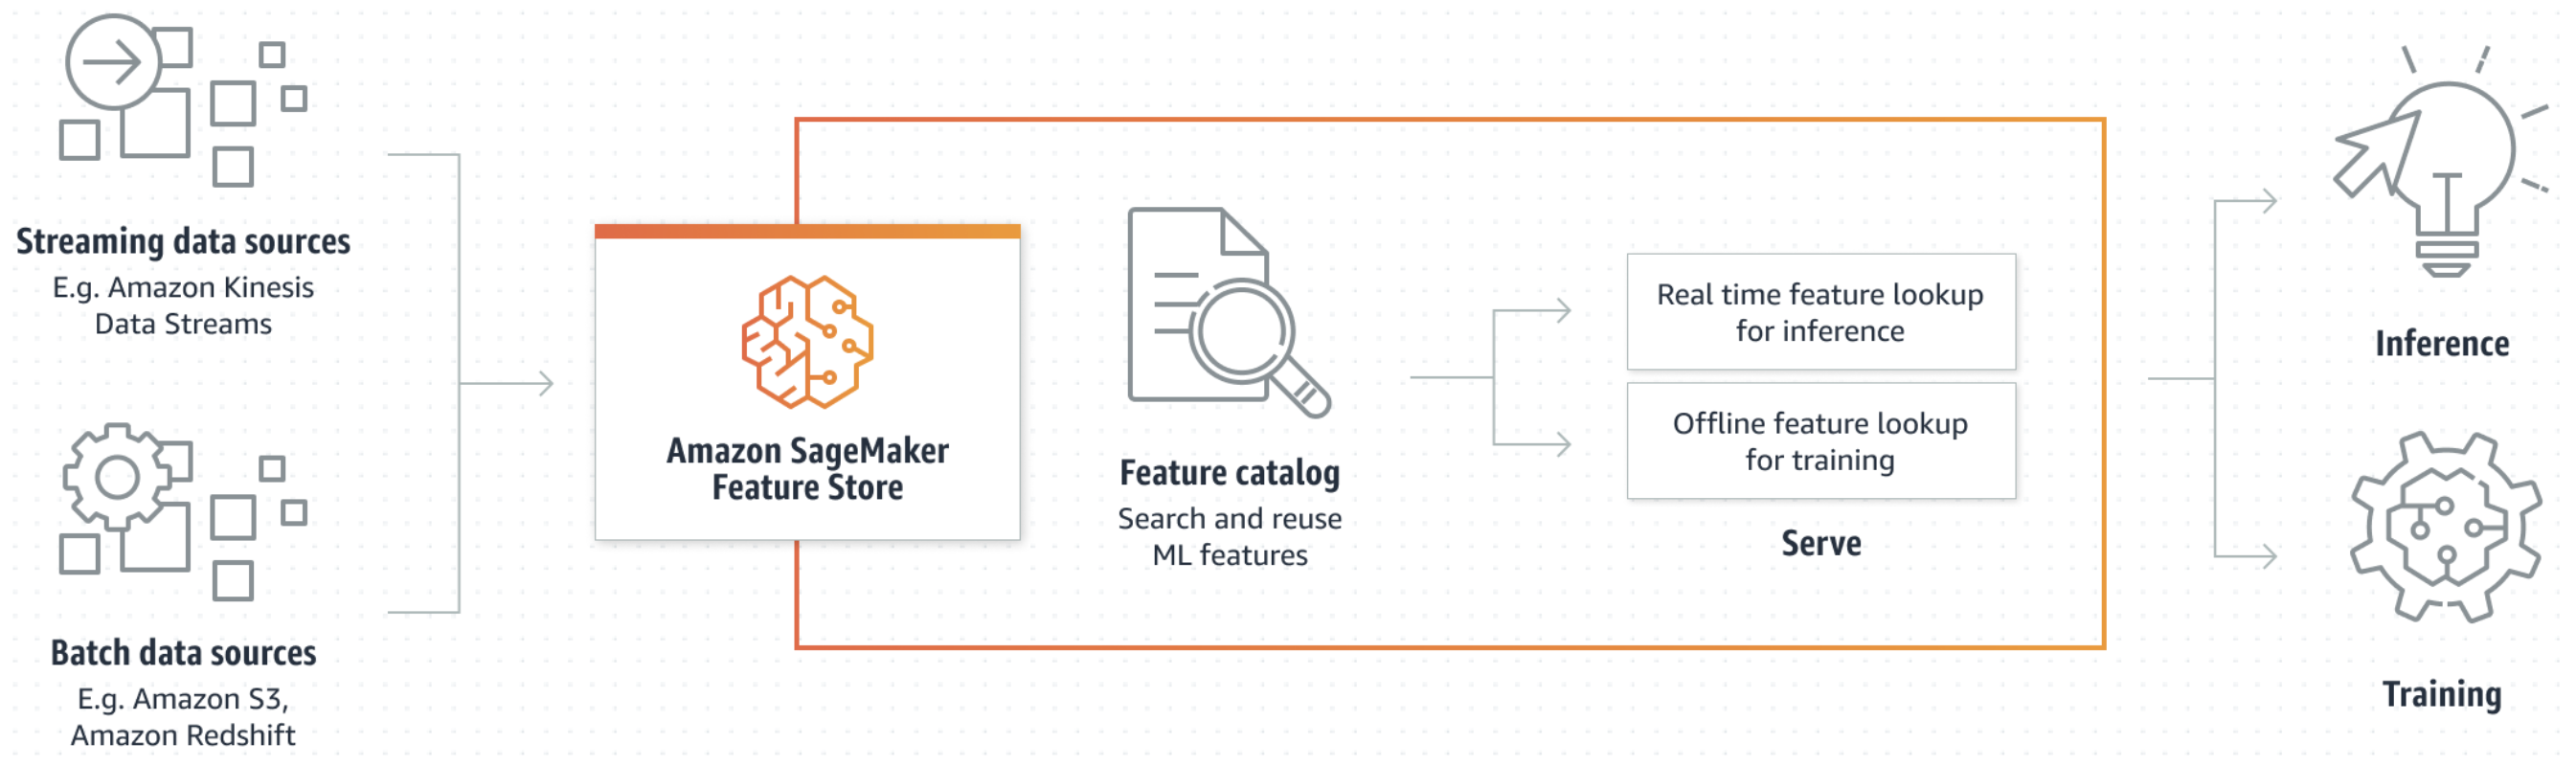 Streaming data sources
E.g. Amazon Kinesis
Data Streams
Batch data sources
E.g. Amazon S3,
Amazon Redshift
Amazon SageMaker
Feature Store
Feature catalog
Search and reuse
ML features
Real time feature lookup
for inference
Offline feature lookup
for training
Serve
Inference
Training